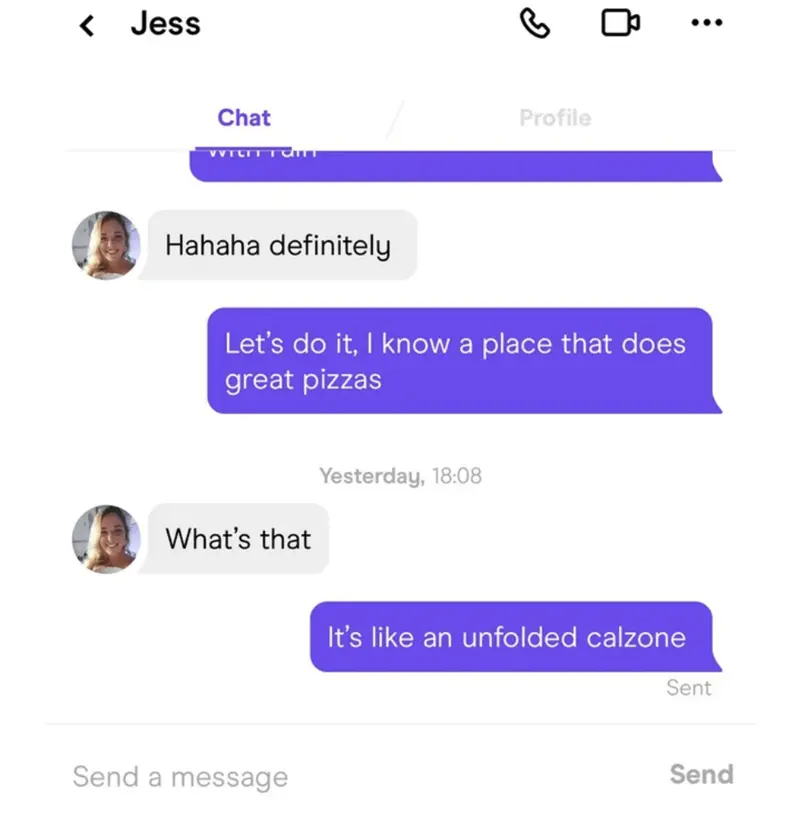 Jess
Chat
Profile
Hahaha definitely
Let's do it, I know a place that does
great pizzas
Yesterday, 18:08
What's that
It's like an unfolded calzone
Sent
Send a message
Send